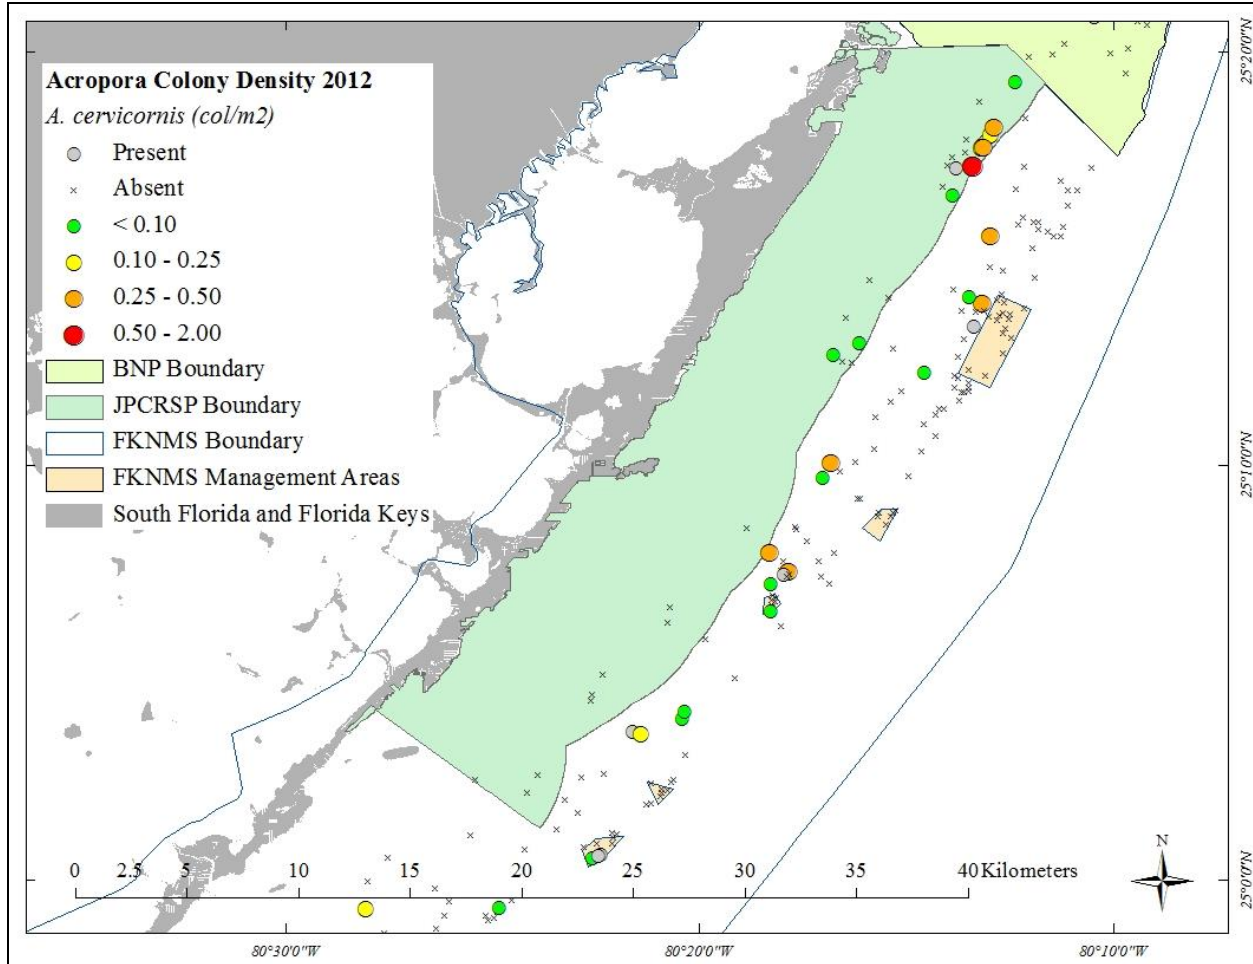 Acropora Colony Density 2012
A. cervicornis (col/m2)
Present
Absent
< 0.10
0.10 - 0.25
0.25 - 0.50
0.50 - 2.00
BNP Boundary
JPCRSP Boundary
FKNMS Boundary
FKNMS Management Areas
South Florida and Florida Keys
25°20'0"N
25°10'0"N
25°0'0"N
N
0 2.5 5 10 15 20 25 30 35 40 Kilometers
80°30'0"W 80°20'0"W 80°10'0"W